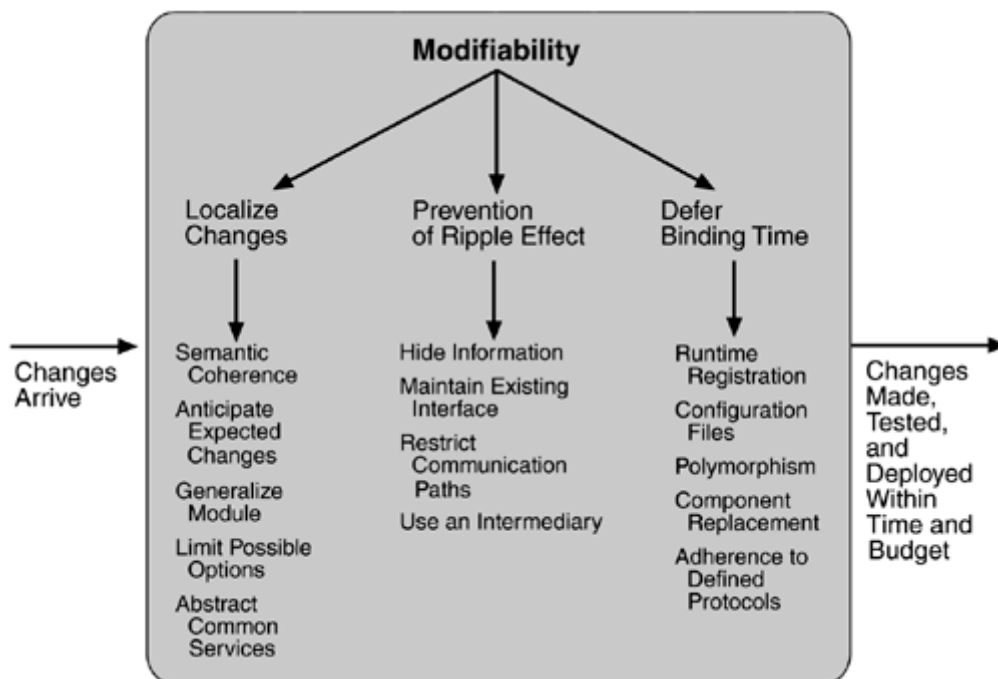 Modifiability
Localize
Changes
Prevention
of Ripple Effect
Defer
Binding Time
Changes
Arrive
Semantic
Coherence
Anticipate
Expected
Changes
Generalize
Module
Limit Possible
Options
Abstract
Common
Services
Hide Information
Maintain Existing
Interface
Restrict
Communication
Paths
Use an Intermediary
Runtime
Registration
Configuration
Files
Polymorphism
Component
Replacement
Adherence to
Defined
Protocols
Changes
Made,
Tested,
and
Deployed
Within
Time and
Budget